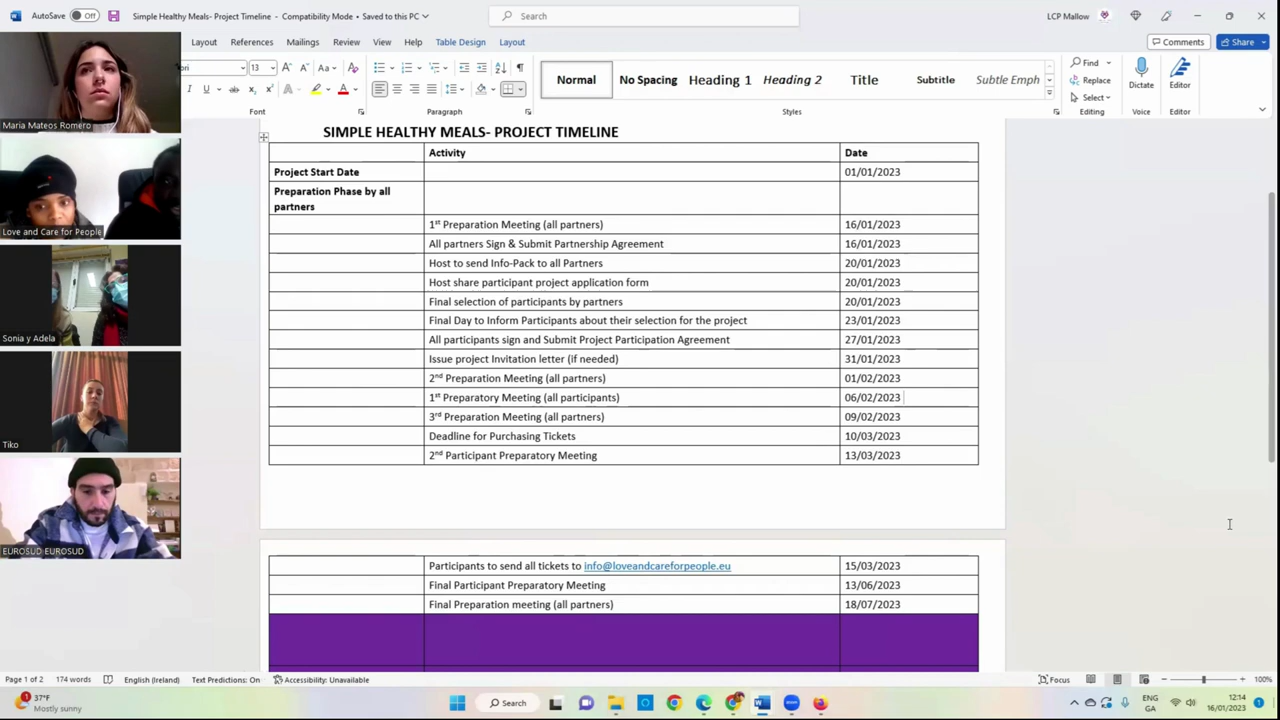 AutoSave Off Simple Healthy Meals- Project Timeline - Compatibility Mode • Saved to this PC Search LCP Mallow
Layout References Mailings Review View Help Table Design Layout Comments Share
13 Aa Normal No Spacing Heading 1 Heading 2 Title Subtitle Subtle Emph Find Replace Select Dictate Editor
Font Paragraph Styles Editing Voice Editor
Maria Mateos Romero
Love and Care for People
Sonia y Adela
Tiko
EUROSUD EUROSUD
SIMPLE HEALTHY MEALS- PROJECT TIMELINE
Activity Date
Project Start Date 01/01/2023
Preparation Phase by all
partners
1st Preparation Meeting (all partners) 16/01/2023
All partners Sign & Submit Partnership Agreement 16/01/2023
Host to send Info-Pack to all Partners 20/01/2023
Host share participant project application form 20/01/2023
Final selection of participants by partners 20/01/2023
Final Day to Inform Participants about their selection for the project 23/01/2023
All participants sign and Submit Project Participation Agreement 27/01/2023
Issue project Invitation letter (if needed) 31/01/2023
2nd Preparation Meeting (all partners) 01/02/2023
1st Preparatory Meeting (all participants) 06/02/2023
3rd Preparation Meeting (all partners) 09/02/2023
Deadline for Purchasing Tickets 10/03/2023
2nd Participant Preparatory Meeting 13/03/2023
Participants to send all tickets to info@loveandcareforpeople.eu 15/03/2023
Final Participant Preparatory Meeting 13/06/2023
Final Preparation meeting (all partners) 18/07/2023
Page 1 of 2 174 words English (Ireland) Text Predictions: On Accessibility: Unavailable Focus 100%
37°F Search ENG 12:14
Mostly sunny GA 16/01/2023